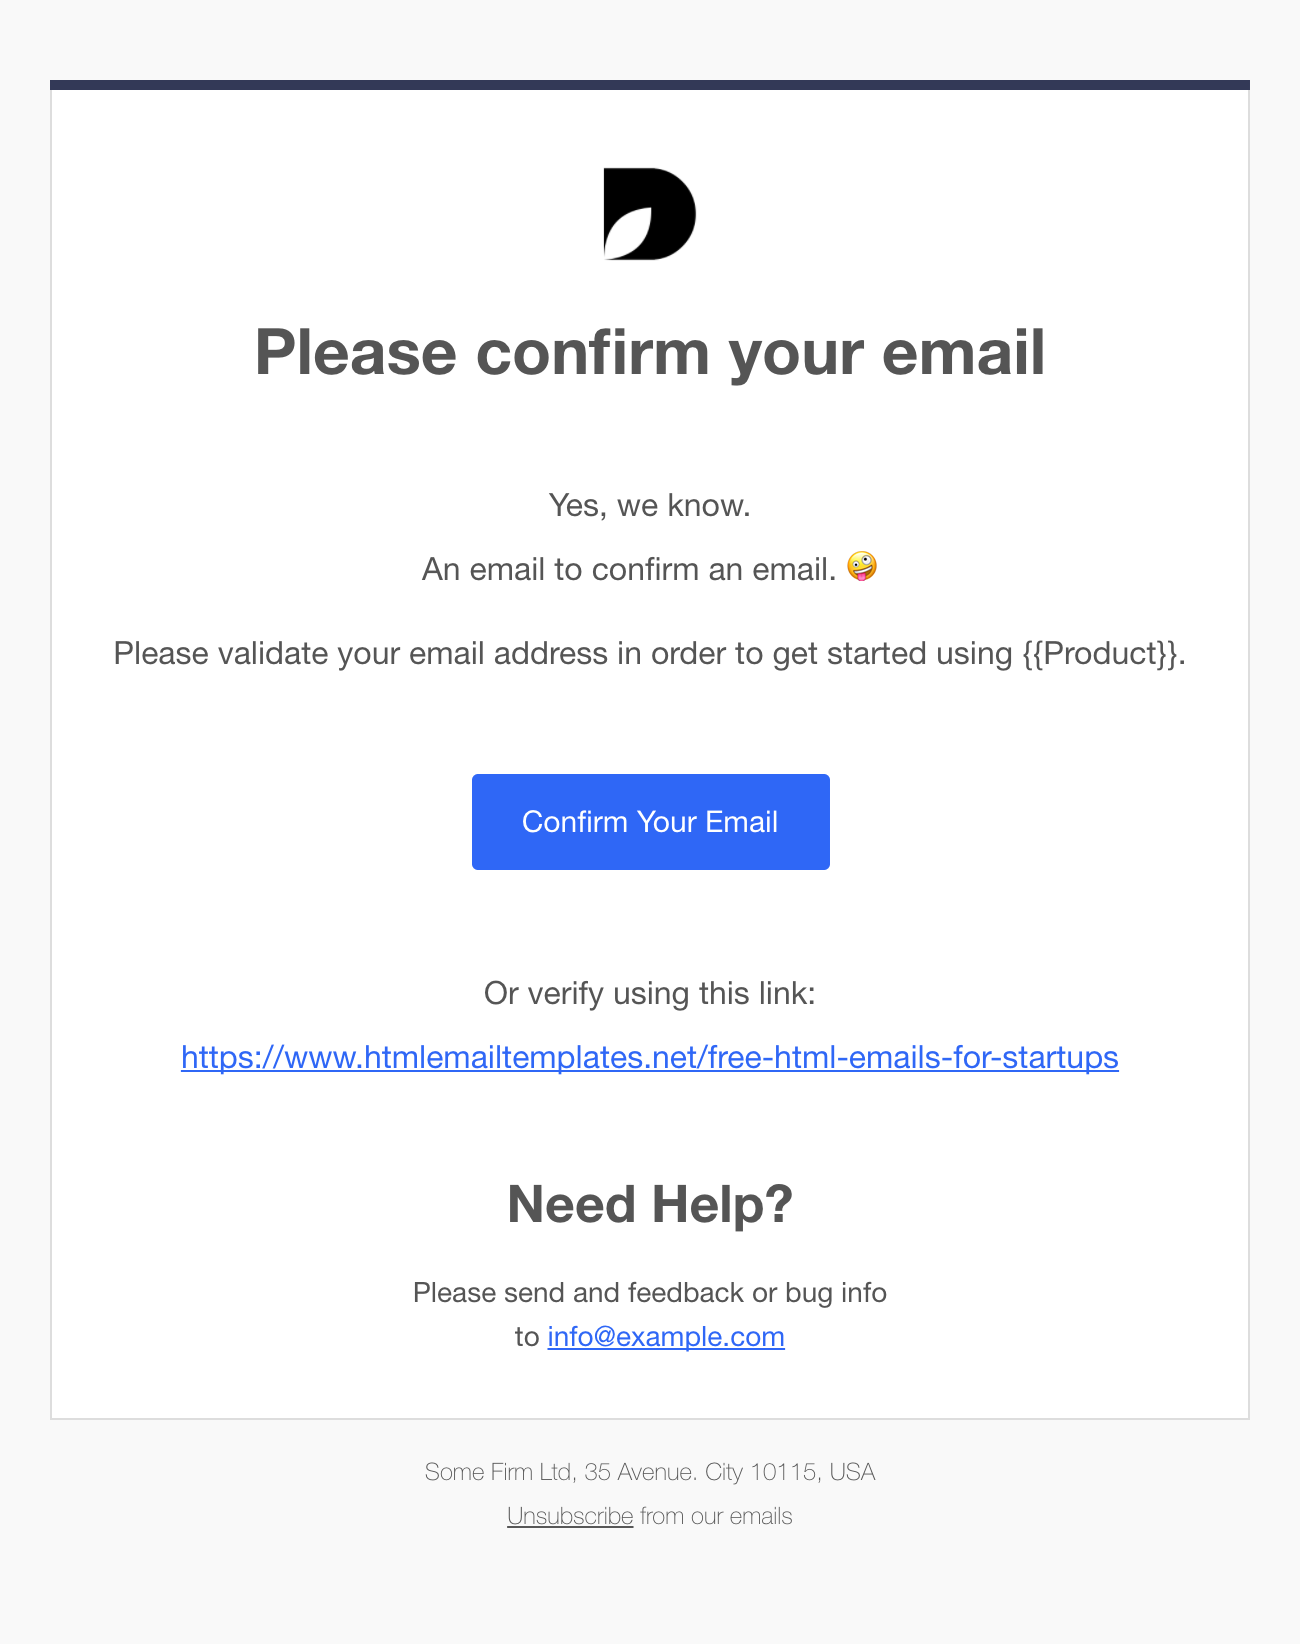 Please confirm your email
Yes, we know.
An email to confirm an email. 🤪
Please validate your email address in order to get started using {{Product}}.
Confirm Your Email
Or verify using this link:
https://www.htmlemailtemplates.net/free-html-emails-for-startups
Need Help?
Please send and feedback or bug info
to info@example.com
Some Firm Ltd, 35 Avenue. City 10115, USA
Unsubscribe from our emails